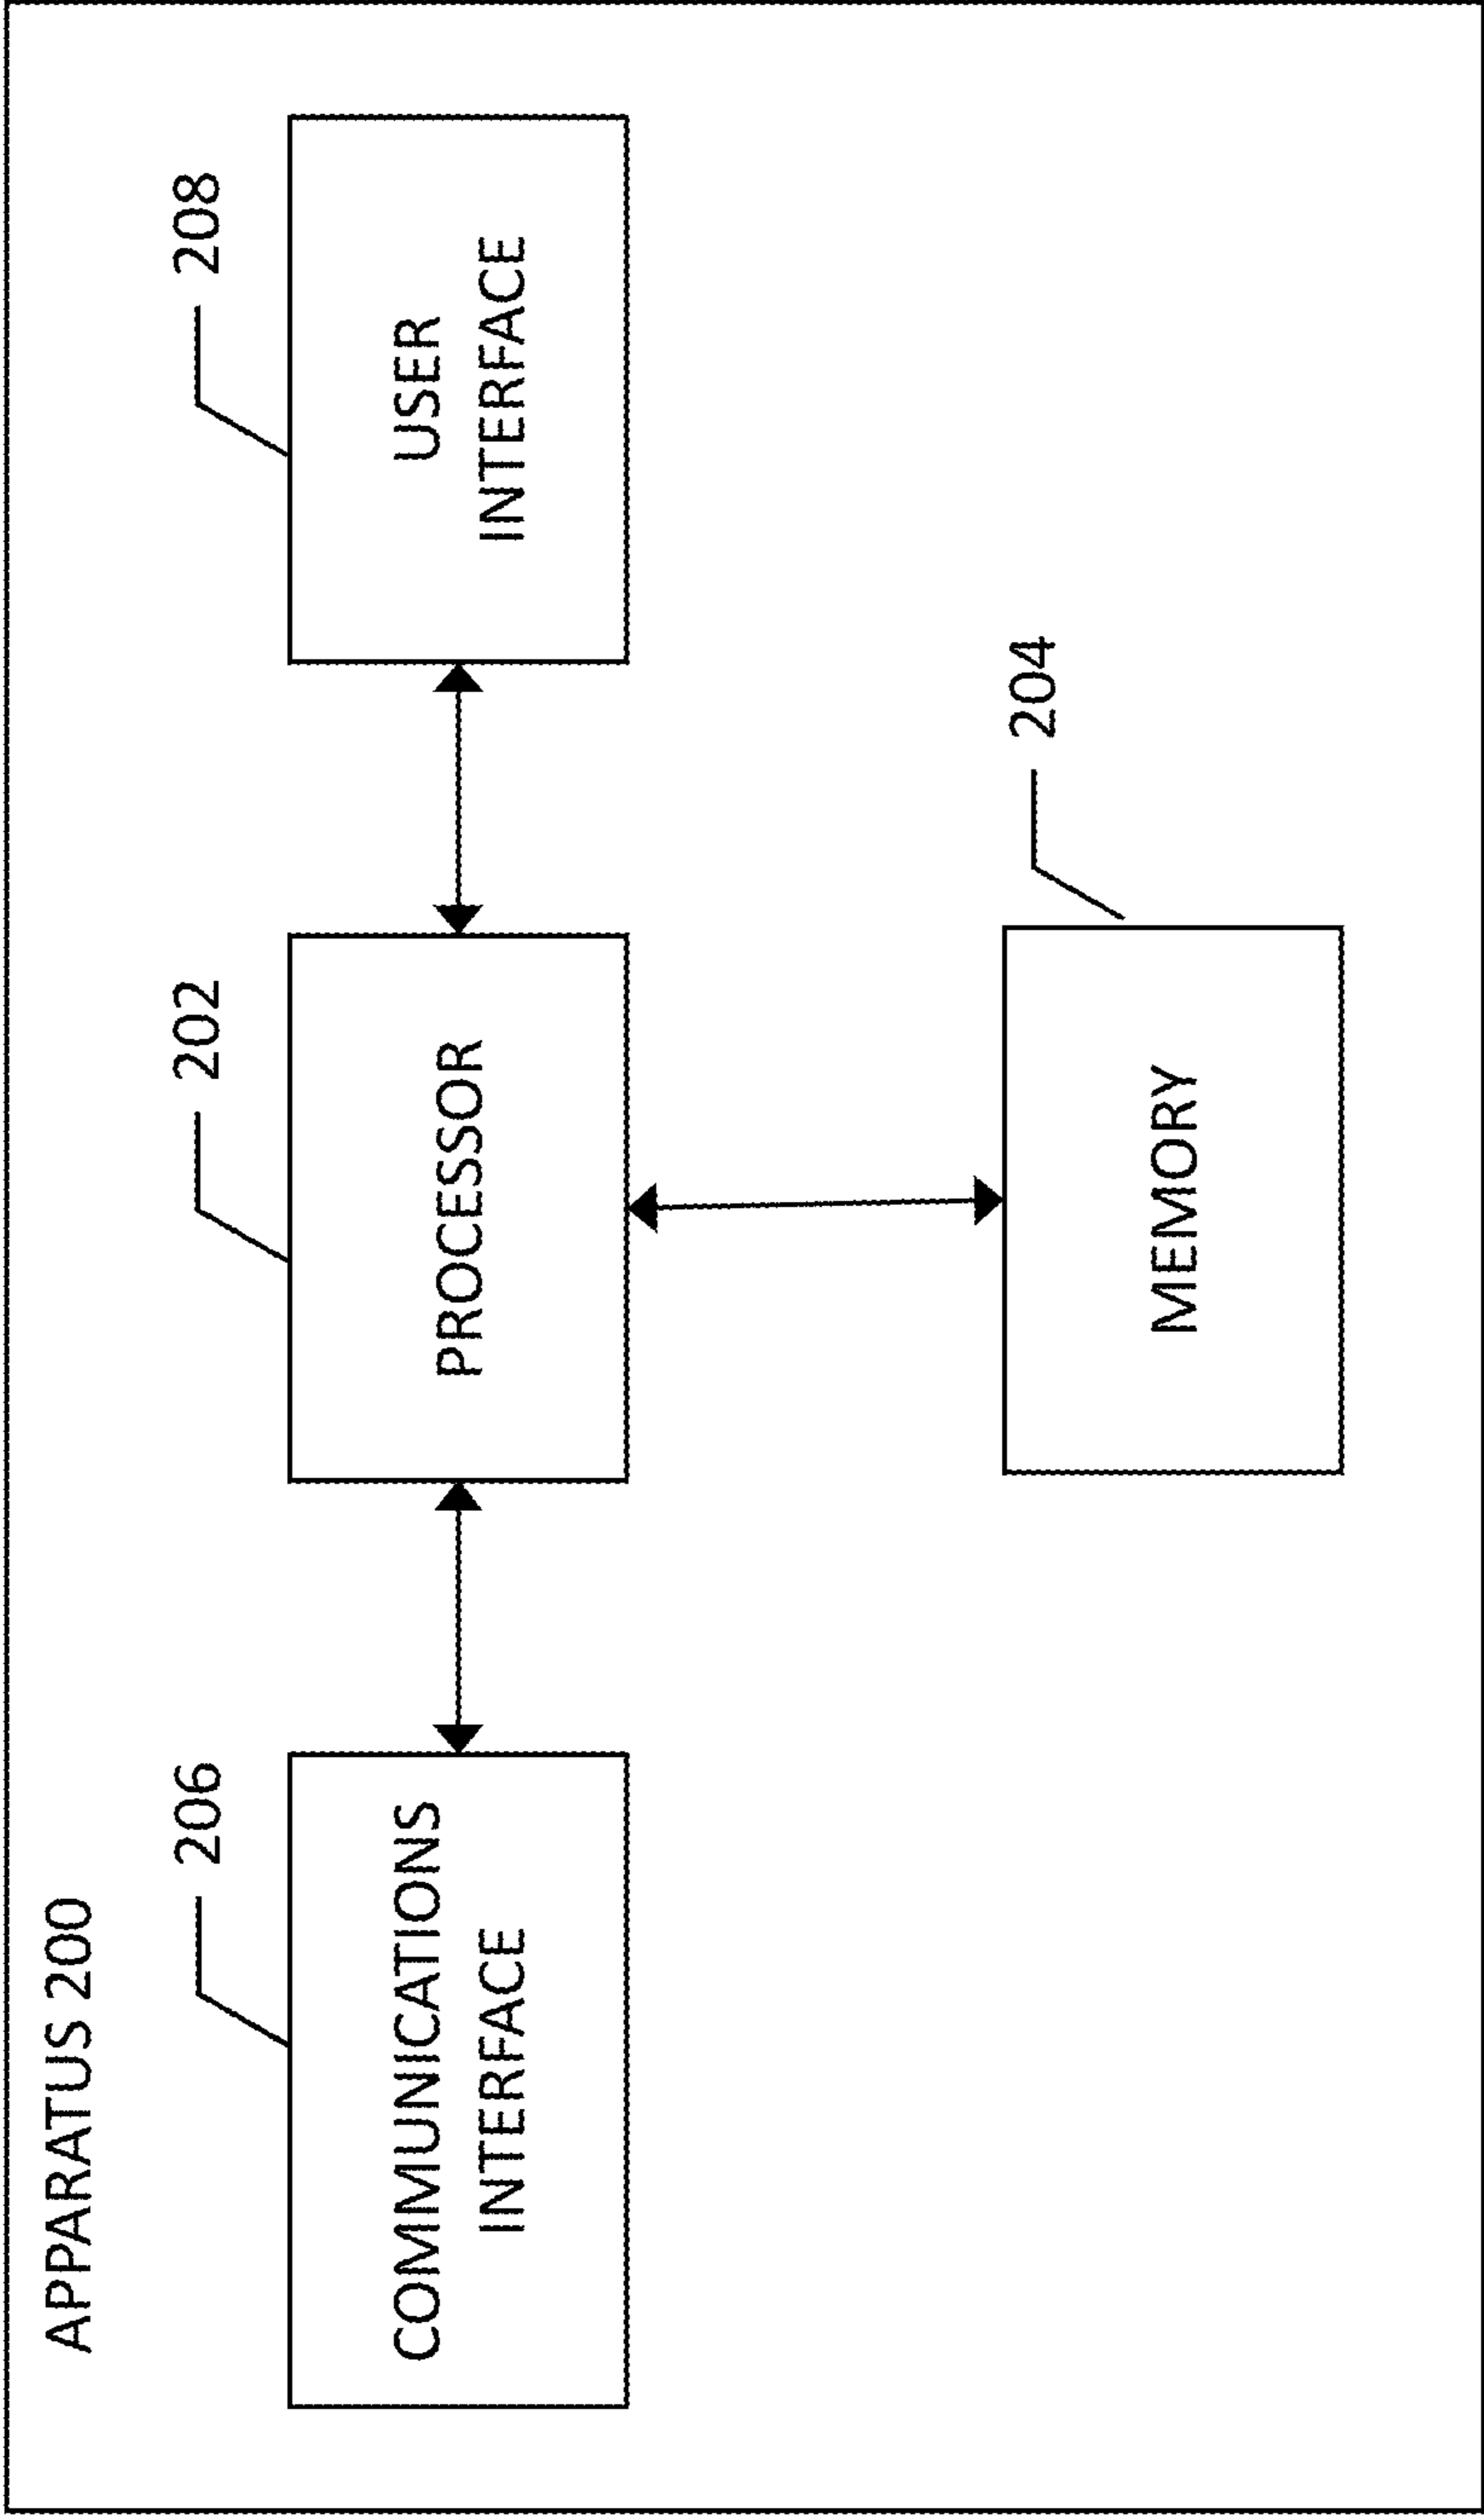 APPARATUS 200
206
202
208
COMMUNICATIONS
INTERFACE
PROCESSOR
USER
INTERFACE
204
MEMORY